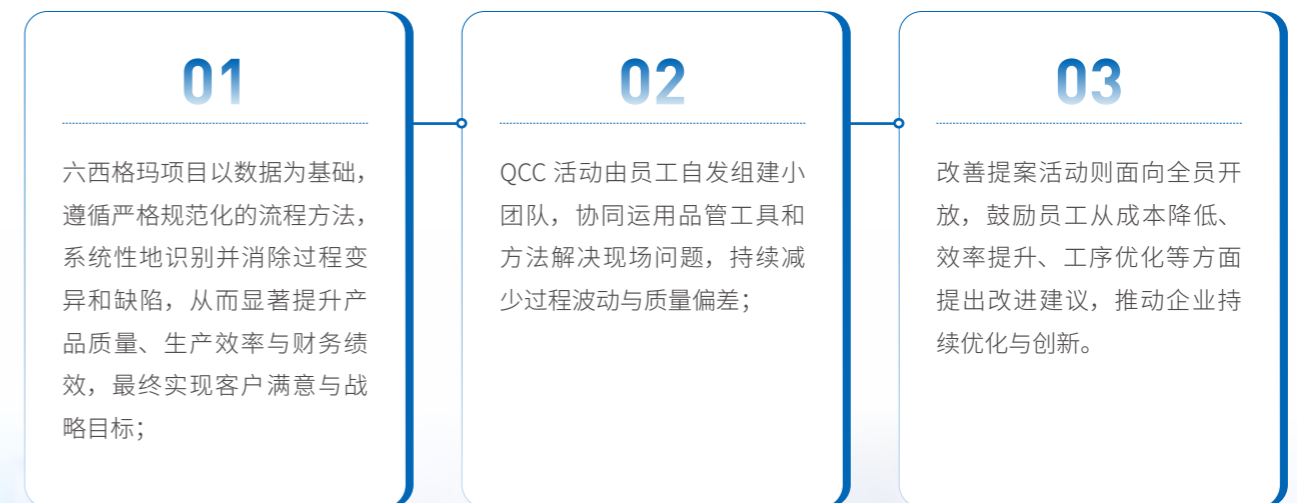 01
六西格玛项目以数据为基础，
遵循严格规范化的流程方法，
系统性地识别并消除过程变
异和缺陷，从而显著提升产
品质量、生产效率与财务绩
效，最终实现客户满意与战
略目标；
02
QCC 活动由员工自发组建小
团队，协同运用品管工具和
方法解决现场问题，持续减
少过程波动与质量偏差；
03
改善提案活动则面向全员开
放，鼓励员工从成本降低、
效率提升、工序优化等方面
提出改进建议，推动企业持
续优化与创新。